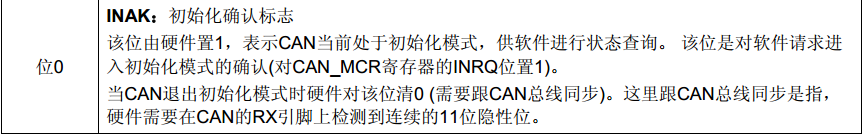 INAK：初始化确认标志
该位由硬件置1，表示CAN当前处于初始化模式，供软件进行状态查询。 该位是对软件请求进
位0
入初始化模式的确认(对CAN_MCR寄存器的INRQ位置1)。
当CAN退出初始化模式时硬件对该位清0 (需要跟CAN总线同步)。这里跟CAN总线同步是指，
硬件需要在CAN的RX引脚上检测到连续的11位隐性位。